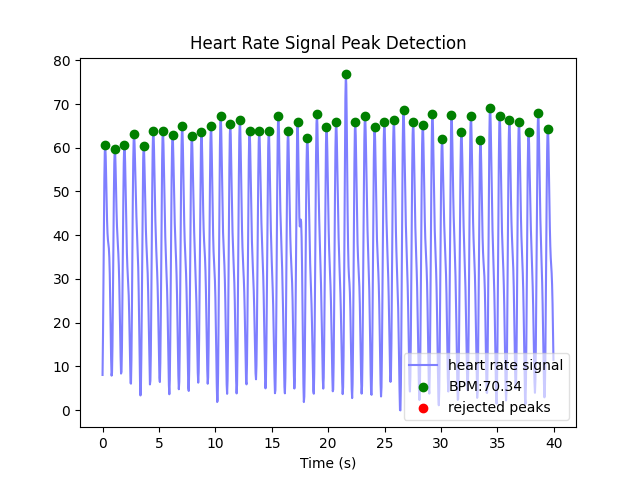 Heart Rate Signal Peak Detection
80
70
60
50
40
30
20
10
0
heart rate signal
BPM:70.34
rejected peaks
0 5 10 15 20 25 30 35 40
Time (s)